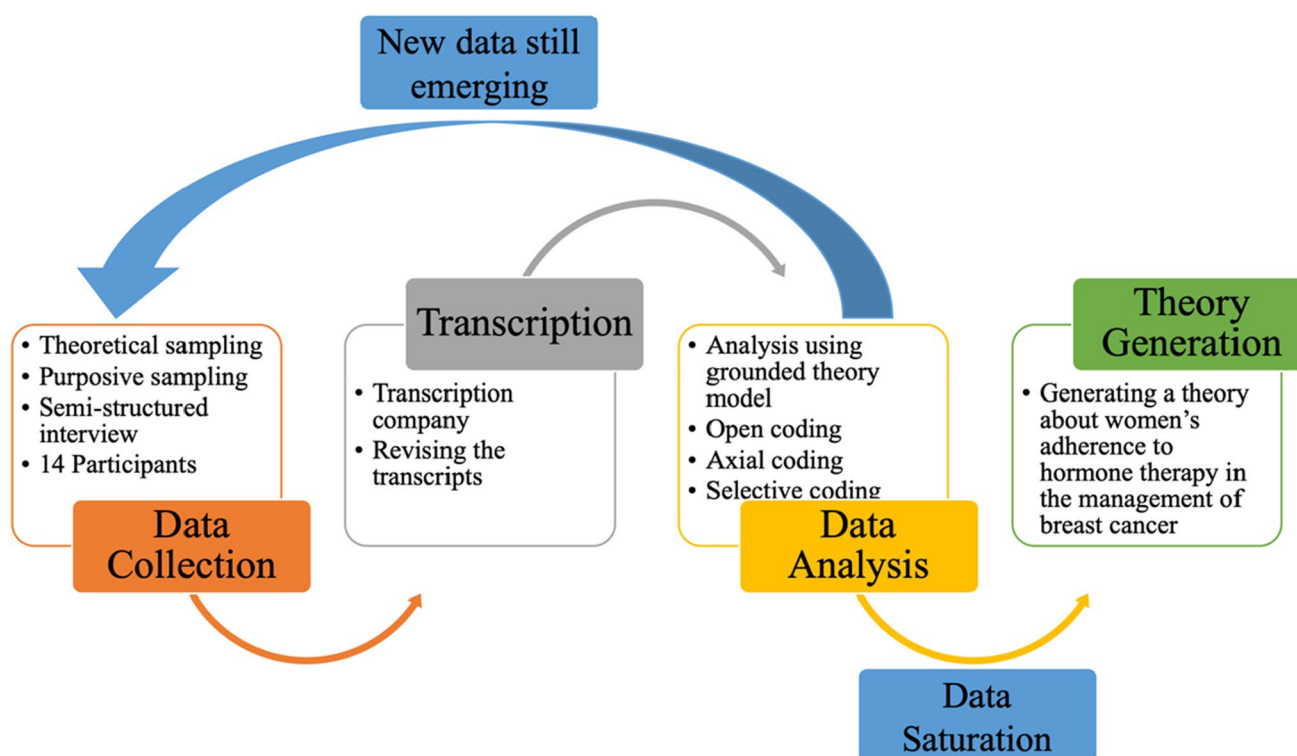 New data still
emerging
• Theoretical sampling
• Purposive sampling
• Semi-structured
interview
• 14 Participants
Data
Collection
Transcription
• Transcription
company
• Revising the
transcripts
• Analysis using
grounded theory
model
• Open coding
• Axial coding
• Selective coding
Data
Analysis
Theory
Generation
• Generating a theory
about women's
adherence to
hormone therapy in
the management of
breast cancer
Data
Saturation